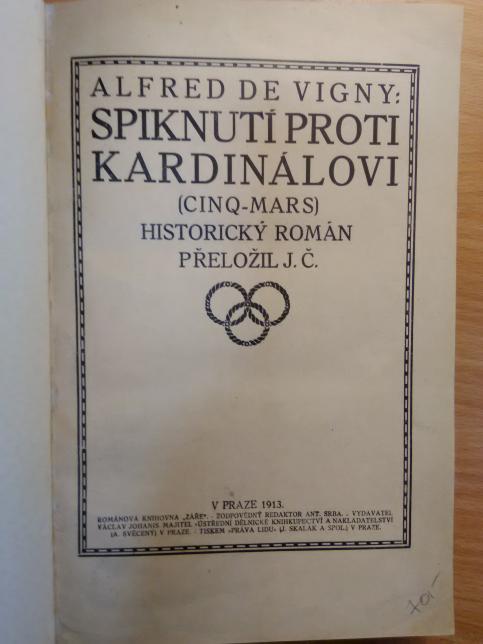 ALFRED DE VIGNY:
SPIKNUTÍ PROTI
KARDINÁLOVI
(CINQ-MARS)
HISTORICKÝ ROMÁN
PŘELOŽIL J. Č.
V PRAZE 1913.
ROMÁNOVÁ KNIHOVNA „ZÁŘE“. - ZODPOVĚDNÝ REDAKTOR ANT. SRBA. - VYDAVATEL
VÁCLAV JOHANIS MAJITEL »ÚSTŘEDNÍ DĚLNICKÉ KNIHKUPECTVÍ A NAKLADATELSTVÍ
(A. SVĚCENÝ) V PRAZE. - TISKEM »PRÁVA LIDU« (J. SKALÁK A SPOL.) V PRAZE.
70,-